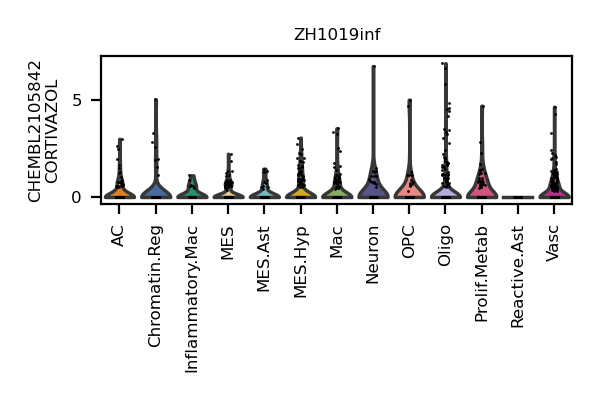 ZH1019inf
CHEMBL2105842
CORTIVAZOL
5
0
AC
Chromatin.Reg
Inflammatory.Mac
MES
MES.Ast
MES.Hyp
Mac
Neuron
OPC
Oligo
Prolif.Metab
Reactive.Ast
Vasc